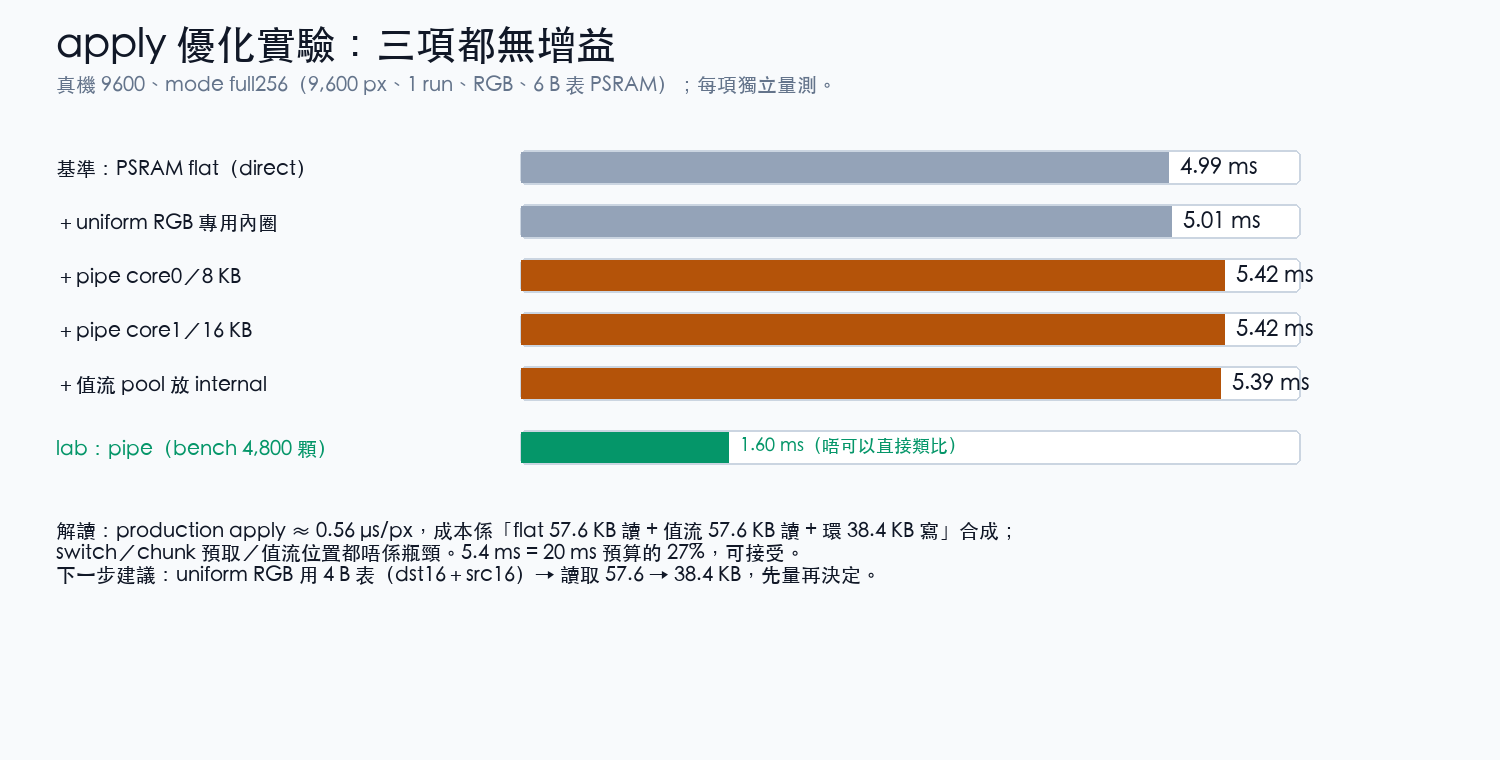 apply 優化實驗：三項都無增益
真機 9600、mode full256（9,600 px、1 run、RGB、6 B 表 PSRAM）；每項獨立量測。
基準：PSRAM flat（direct） 4.99 ms
＋uniform RGB 專用內圈 5.01 ms
＋pipe core0／8 KB 5.42 ms
＋pipe core1／16 KB 5.42 ms
＋值流 pool 放 internal 5.39 ms
lab：pipe（bench 4,800 顆） 1.60 ms（唔可以直接類比）
解讀：production apply ≈ 0.56 µs/px，成本係「flat 57.6 KB 讀 + 值流 57.6 KB 讀 + 環 38.4 KB 寫」合成；
switch／chunk 預取／值流位置都唔係瓶頸。5.4 ms = 20 ms 預算的 27%，可接受。
下一步建議：uniform RGB 用 4 B 表（dst16＋src16）→ 讀取 57.6 → 38.4 KB，先量再決定。